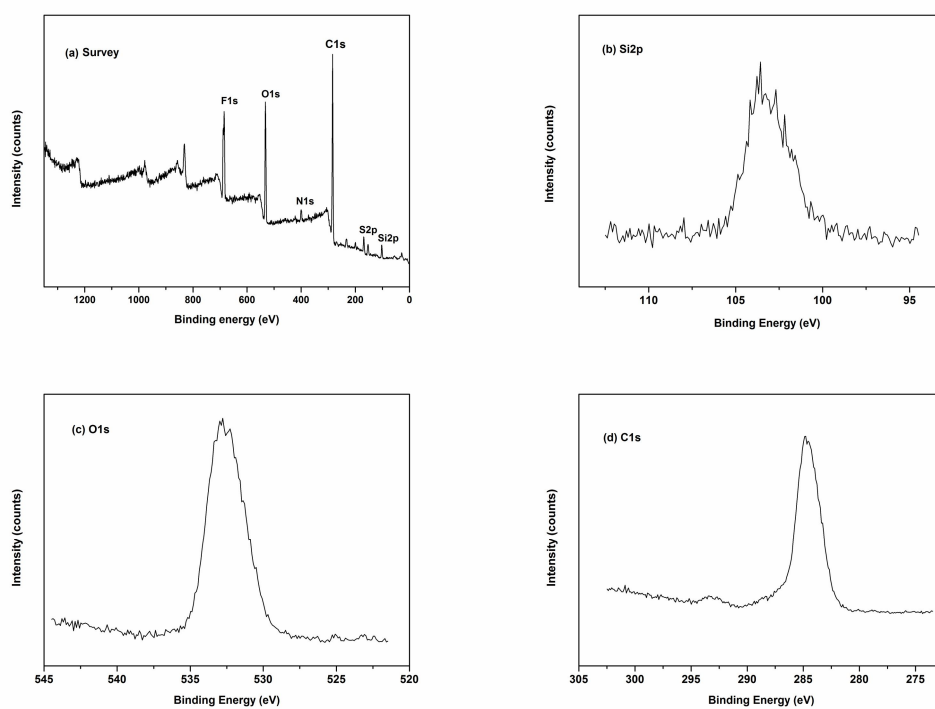 (a) Survey
C1s
O1s
F1s
N1s
S2p
Si2p
Intensity (counts)
1200 1000 800 600 400 200 0
Binding energy (eV)
(b) Si2p
Intensity (counts)
110 105 100 95
Binding Energy (eV)
(c) O1s
Intensity (counts)
545 540 535 530 525 520
Binding Energy (eV)
(d) C1s
Intensity (counts)
305 300 295 290 285 280 275
Binding Energy (eV)